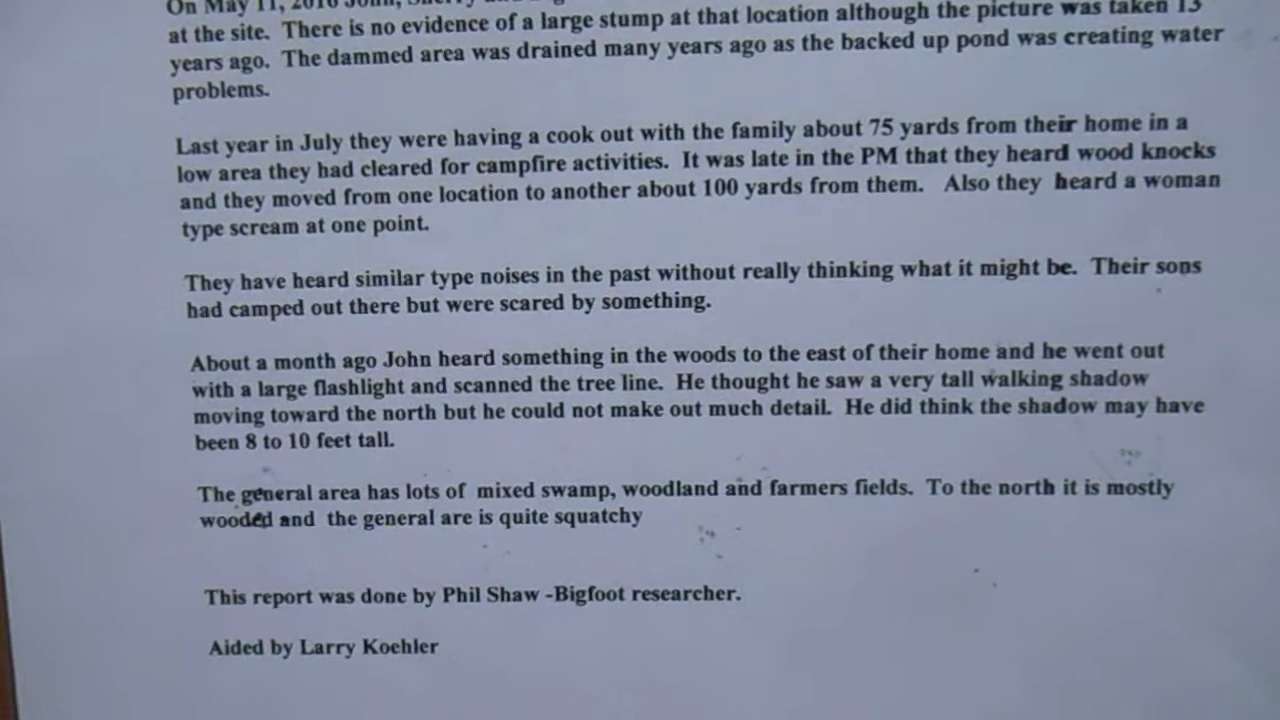 On May 11, 2016 John,
at the site.  There is no evidence of a large stump at that location although the picture was taken 13
years ago.  The dammed area was drained many years ago as the backed up pond was creating water
problems.
Last year in July they were having a cook out with the family about 75 yards from their home in a
low area they had cleared for campfire activities.  It was late in the PM that they heard wood knocks
and they moved from one location to another about 100 yards from them.   Also they  heard a woman
type scream at one point.
They have heard similar type noises in the past without really thinking what it might be.  Their sons
had camped out there but were scared by something.
About a month ago John heard something in the woods to the east of their home and he went out
with a large flashlight and scanned the tree line.  He thought he saw a very tall walking shadow
moving toward the north but he could not make out much detail.  He did think the shadow may have
been 8 to 10 feet tall.
The general area has lots of  mixed swamp, woodland and farmers fields.  To the north it is mostly
wooded and  the general are is quite squatchy
This report was done by Phil Shaw -Bigfoot researcher.
Aided by Larry Koehler